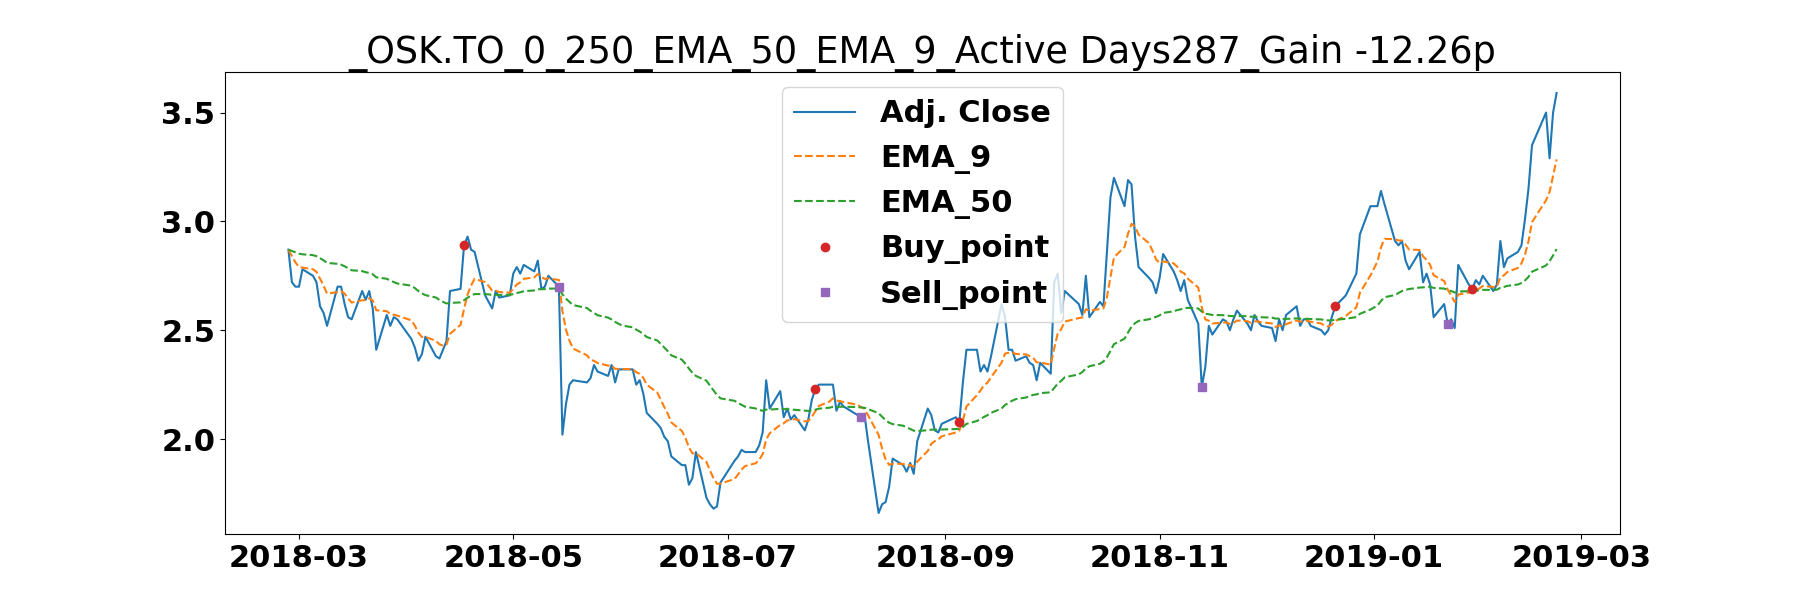 _OSK.TO_0_250_EMA_50_EMA_9_Active Days287_Gain -12.26p
Adj. Close
EMA_9
EMA_50
Buy_point
Sell_point
3.5
3.0
2.5
2.0
2018-03 2018-05 2018-07 2018-09 2018-11 2019-01 2019-03